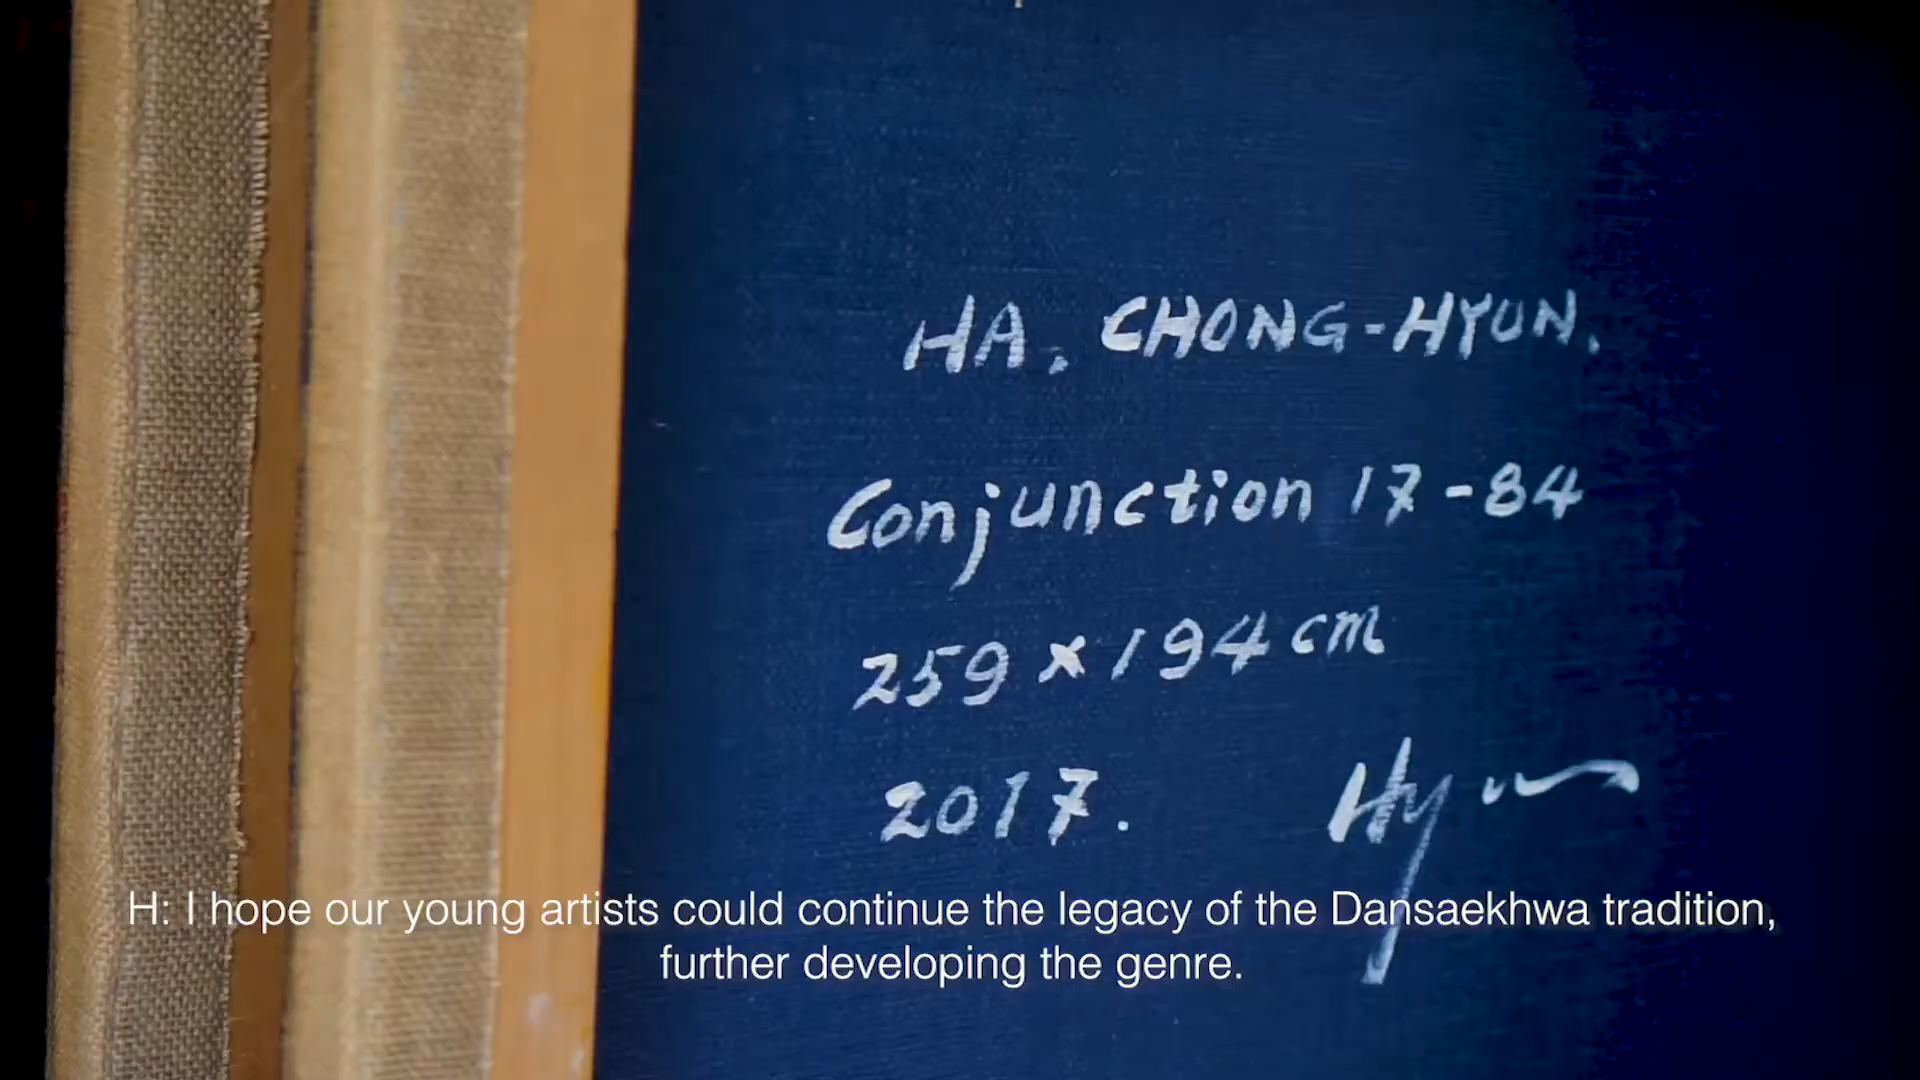 HA, CHONG-HYUN.
Conjunction 17-84
259 x 194 cm
2017. Hyun
H: I hope our young artists could continue the legacy of the Dansaekhwa tradition,
further developing the genre.